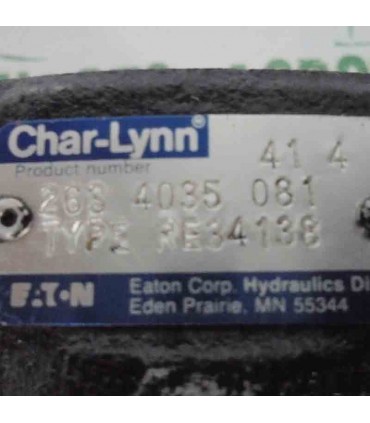 Char-Lynn®
Product number
41 4
263 4035 081
TYPE RE34138
EATON
Eaton Corp. Hydraulics Di
Eden Prairie, MN 55344